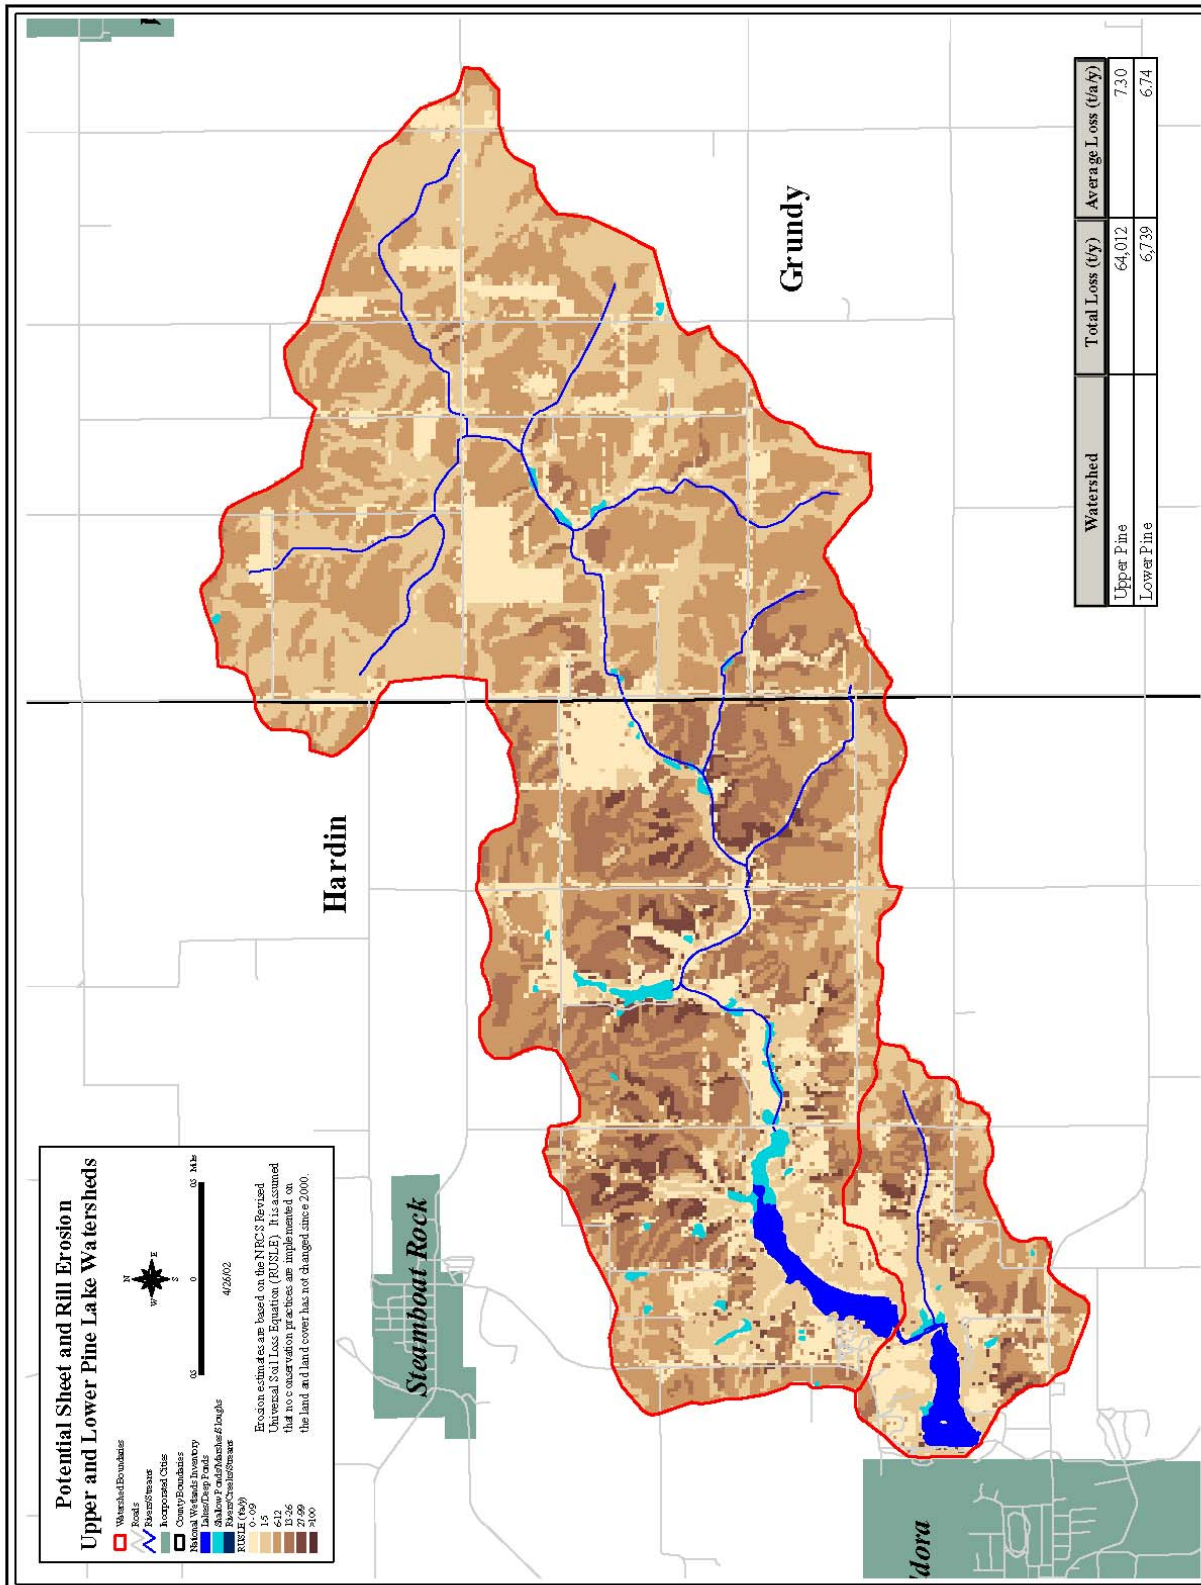 Potential Sheet and Rill Erosion
Upper and Lower Pine Lake Watersheds
Watershed Boundaries
Roads
Rivers/Streams
Incorporated Cities
County Boundaries
National Wetlands Inventory
Lakes/Deep Ponds
Shallow Ponds/Marshes/Sloughs
Rivers/Creeks/Streams
RUSLE (t/a/y)
0 - 0.9
1-5
6-12
13-26
27-99
>100
N
W
E
S
0.5
0
0.5 Miles
4/26/02
Erosion estimates are based on the NRCS Revised
Universal Soil Loss Equation (RUSLE). It is assumed
that no conservation practices are implemented on
the land and land cover has not changed since 2000.
Hardin
Grundy
Steamboat Rock
ldora
Watershed Total Loss (t/y) Average Loss (t/a/y)
Upper Pine 64,012 7.30
Lower Pine 6,739 6.74